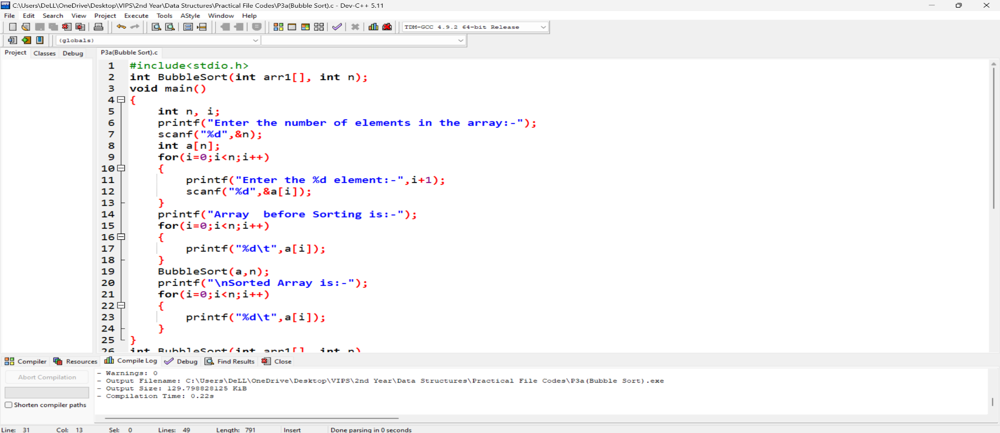 C:\Users\DeLL\OneDrive\Desktop\VIPS\2nd Year\Data Structures\Practical File Codes\P3a(Bubble Sort).c - Dev-C++ 5.11
File Edit Search View Project Execute Tools AStyle Window Help
TDM-GCC 4.9.2 64-bit Release
(globals)
Project Classes Debug P3a(Bubble Sort).c
1 #include<stdio.h>
2 int BubbleSort(int arr1[], int n);
3 void main()
4 {
5 int n, i;
6 printf("Enter the number of elements in the array:-");
7 scanf("%d",&n);
8 int a[n];
9 for(i=0;i<n;i++)
10 {
11 printf("Enter the %d element:-",i+1);
12 scanf("%d",&a[i]);
13 }
14 printf("Array  before Sorting is:-");
15 for(i=0;i<n;i++)
16 {
17 printf("%d\t",a[i]);
18 }
19 BubbleSort(a,n);
20 printf("\nSorted Array is:-");
21 for(i=0;i<n;i++)
22 {
23 printf("%d\t",a[i]);
24 }
25 }
26 int BubbleSort(int arr1[], int n)
Compiler Resources Compile Log Debug Find Results Close
Abort Compilation
Shorten compiler paths
- Warnings: 0
- Output Filename: C:\Users\DeLL\OneDrive\Desktop\VIPS\2nd Year\Data Structures\Practical File Codes\P3a(Bubble Sort).exe
- Output Size: 129.798828125 KiB
- Compilation Time: 0.22s
Line: 31 Col: 13 Sel: 0 Lines: 49 Length: 791 Insert Done parsing in 0 seconds